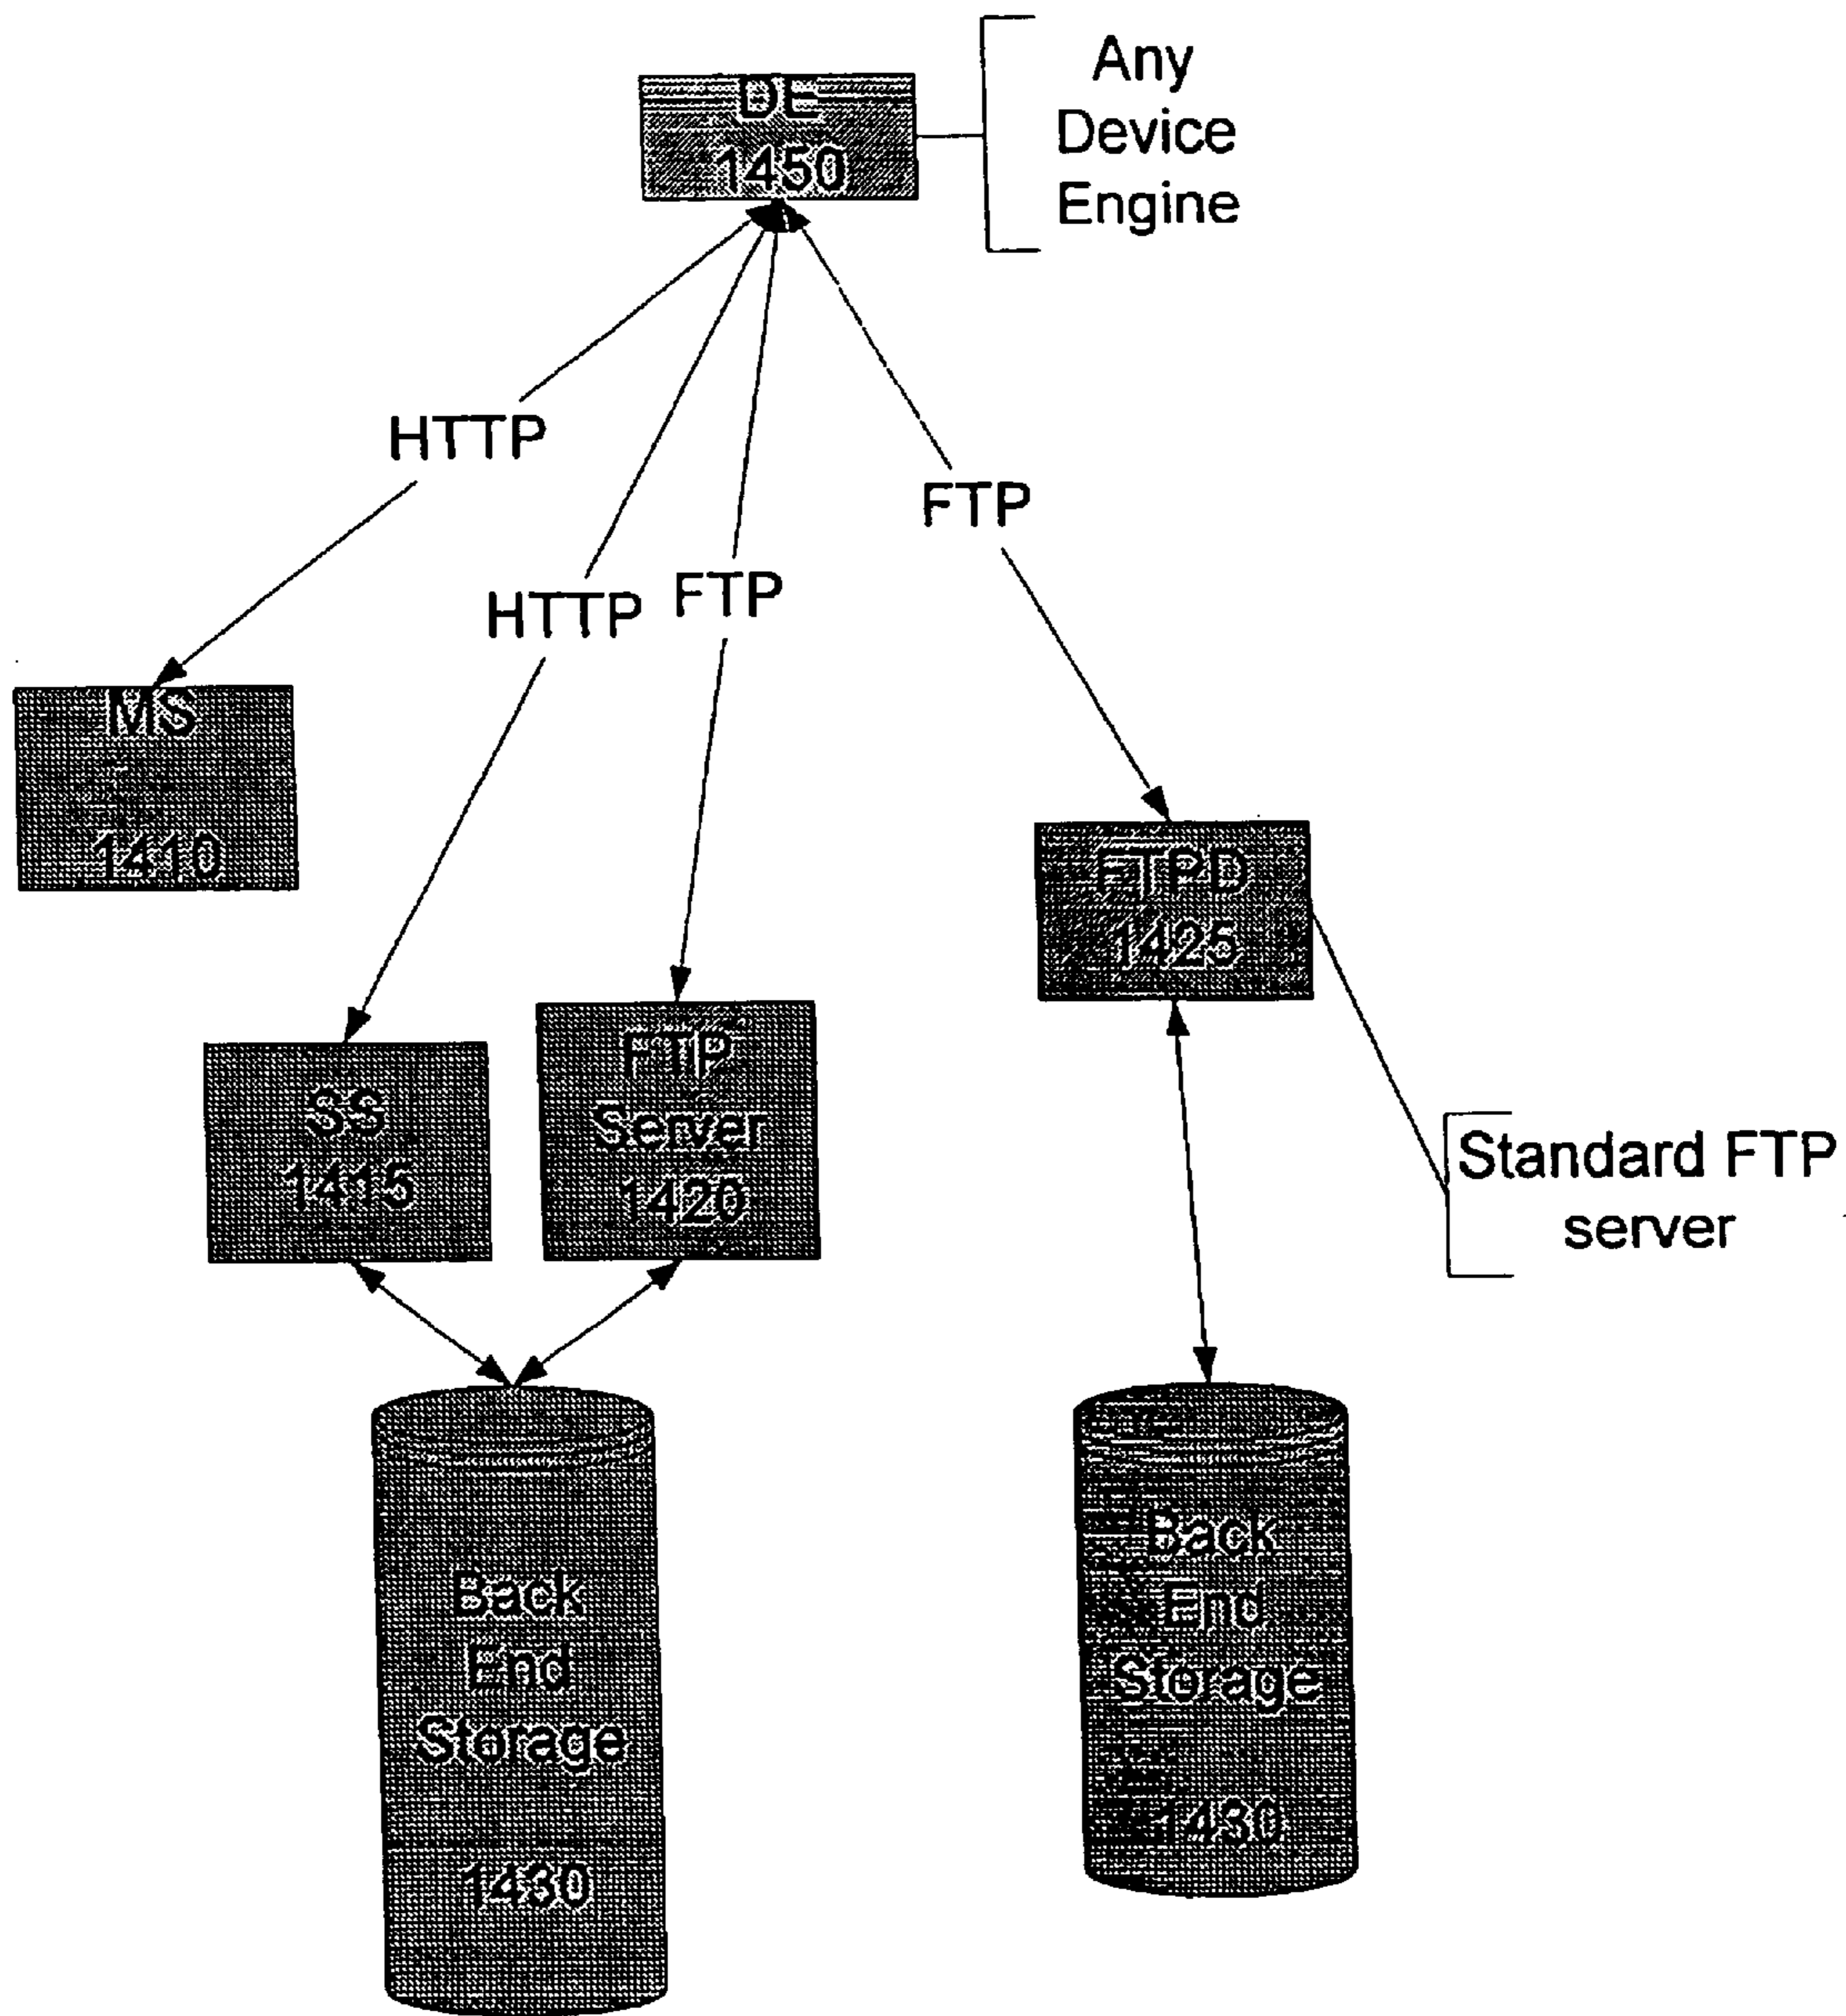 DE
1450
Any
Device
Engine
HTTP
FTP
HTTP
FTP
MS
1410
FTPD
1425
SS
1415
FTP
Server
1420
Standard FTP
server
Back
End
Storage
1430
Back
End
Storage
1430